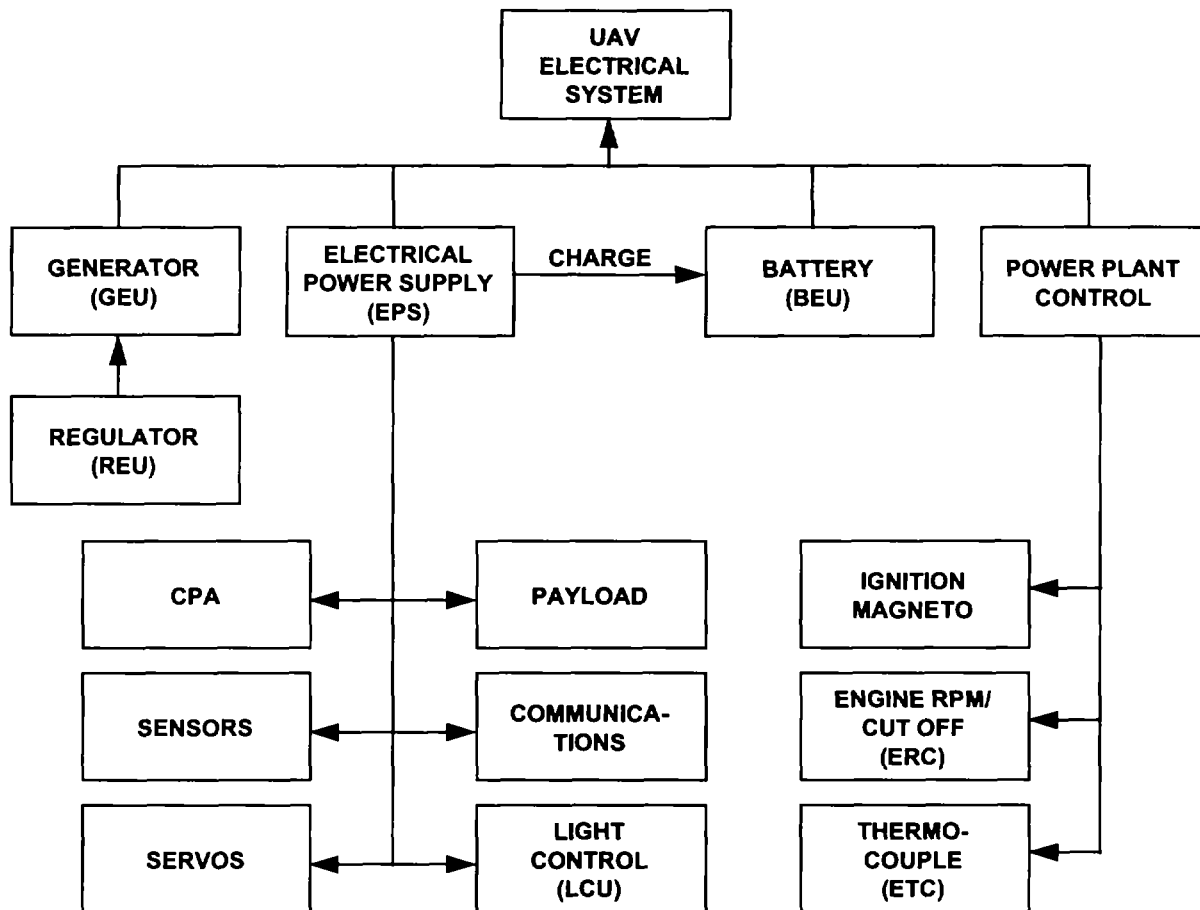 UAV
ELECTRICAL
SYSTEM
GENERATOR
(GEU)
ELECTRICAL
POWER SUPPLY
(EPS)
CHARGE
BATTERY
(BEU)
POWER PLANT
CONTROL
REGULATOR
(REU)
CPA
PAYLOAD
IGNITION
MAGNETO
SENSORS
COMMUNICA-
TIONS
ENGINE RPM/
CUT OFF
(ERC)
SERVOS
LIGHT
CONTROL
(LCU)
THERMO-
COUPLE
(ETC)